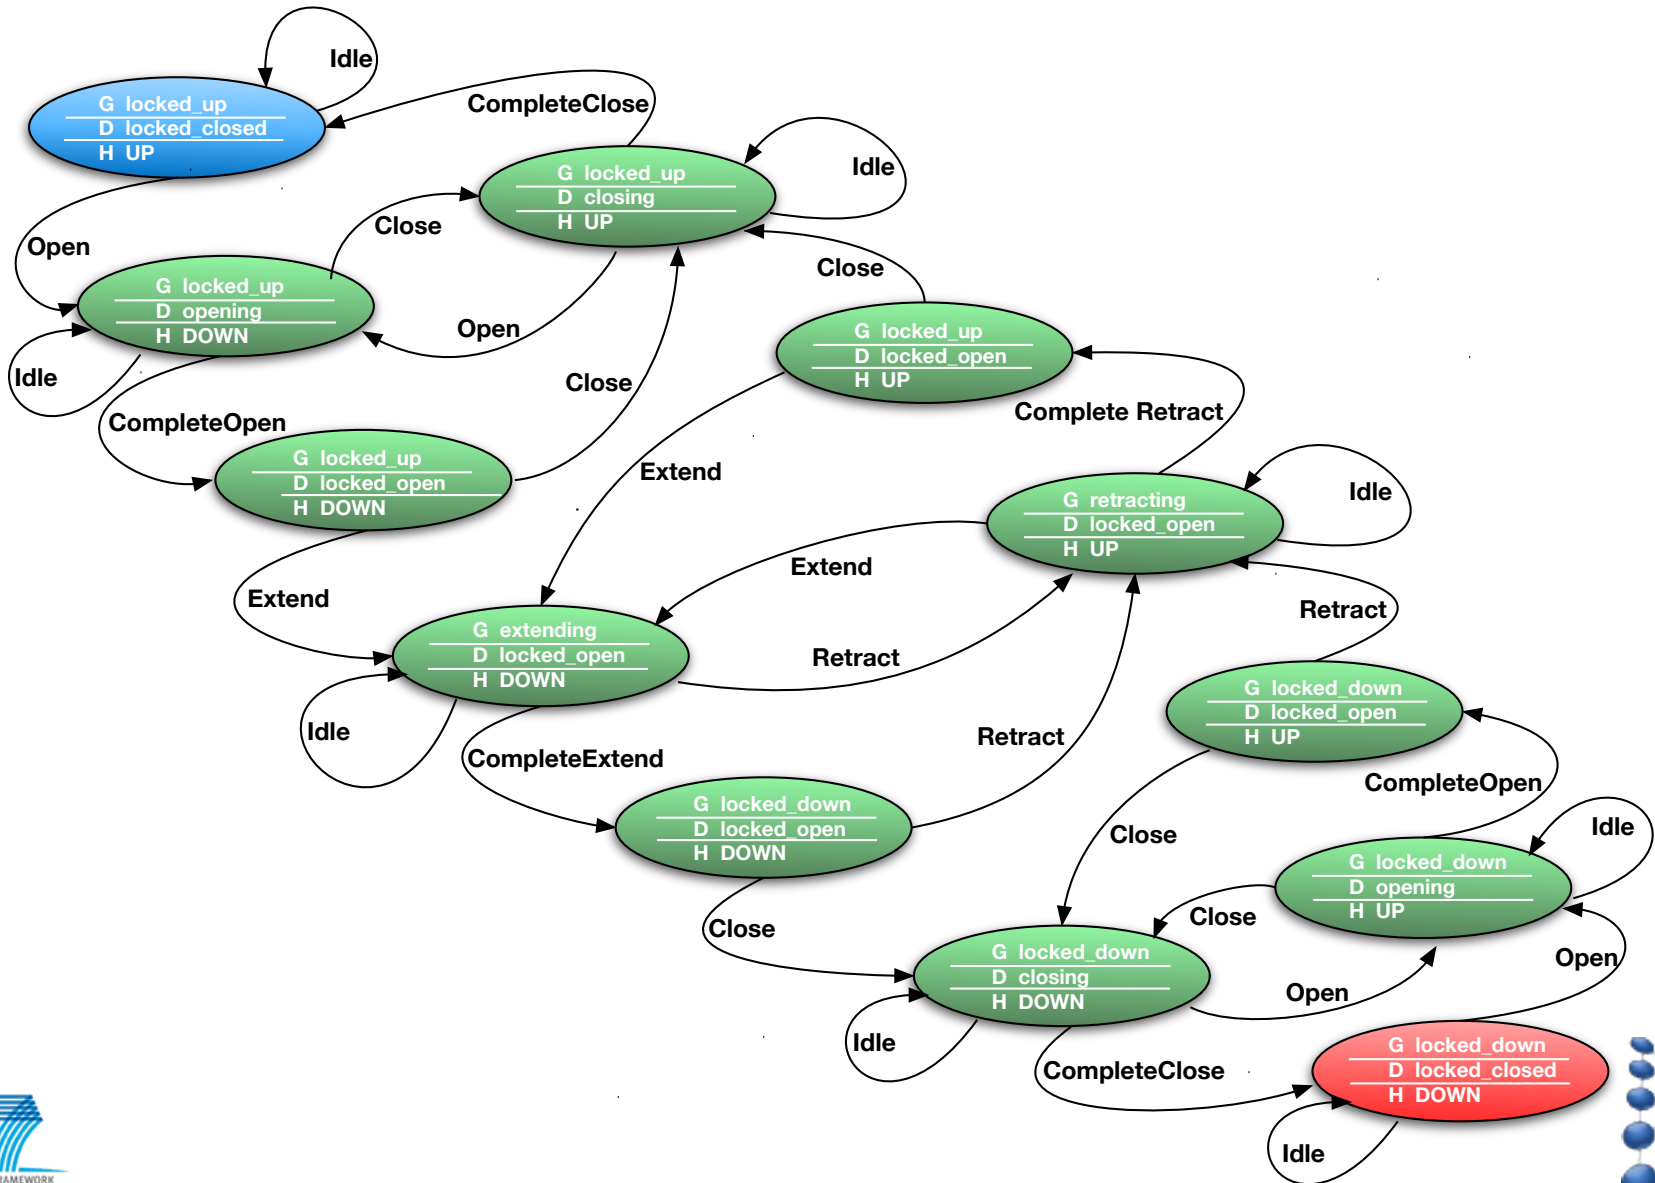 Idle
G locked_up
D locked_closed
H UP
CompleteClose
G locked_up
D closing
H UP
Idle
Close
Open
G locked_up
D opening
H DOWN
Close
Open
G locked_up
D locked_open
H UP
Idle
Close
CompleteOpen
Complete Retract
G locked_up
D locked_open
H DOWN
Extend
G retracting
D locked_open
H UP
Idle
Extend
Extend
Retract
G extending
D locked_open
H DOWN
Retract
G locked_down
D locked_open
H UP
Idle
CompleteExtend
Retract
CompleteOpen
G locked_down
D locked_open
H DOWN
Close
Idle
G locked_down
D opening
H UP
Close
Close
G locked_down
D closing
H DOWN
Open
Open
Idle
CompleteClose
G locked_down
D locked_closed
H DOWN
Idle
RAMEWORK